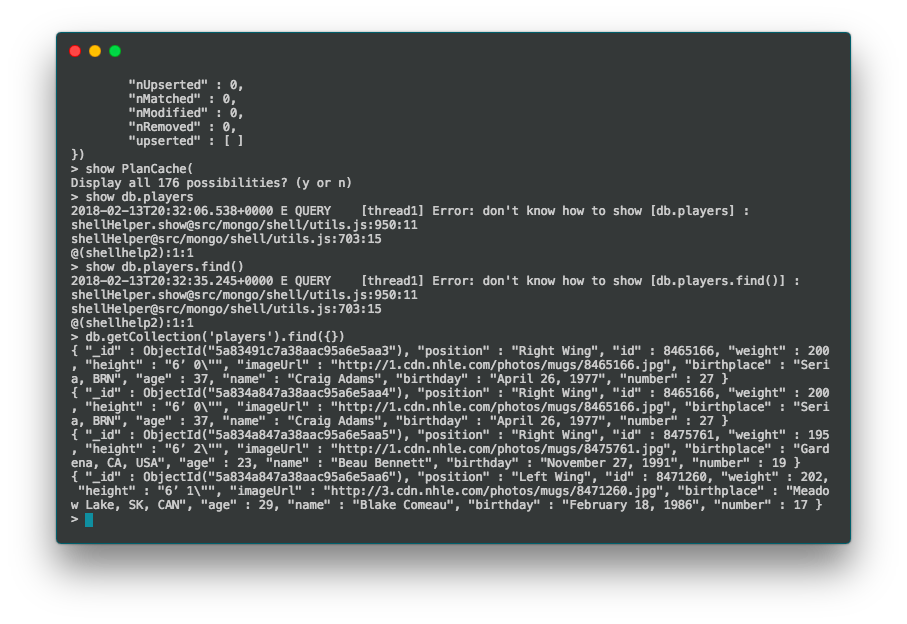 "nUpserted" : 0,
"nMatched" : 0,
"nModified" : 0,
"nRemoved" : 0,
"upserted" : [ ]
})
> show PlanCache(
Display all 176 possibilities? (y or n)
> show db.players
2018-02-13T20:32:06.538+0000 E QUERY    [thread1] Error: don't know how to show [db.players] :
shellHelper.show@src/mongo/shell/utils.js:950:11
shellHelper@src/mongo/shell/utils.js:703:15
@(shellhelp2):1:1
> show db.players.find()
2018-02-13T20:32:35.245+0000 E QUERY    [thread1] Error: don't know how to show [db.players.find()] :
shellHelper.show@src/mongo/shell/utils.js:950:11
shellHelper@src/mongo/shell/utils.js:703:15
@(shellhelp2):1:1
> db.getCollection('players').find({})
{ "_id" : ObjectId("5a83491c7a38aac95a6e5aa3"), "position" : "Right Wing", "id" : 8465166, "weight" : 200
, "height" : "6’ 0\"", "imageUrl" : "http://1.cdn.nhle.com/photos/mugs/8465166.jpg", "birthplace" : "Seri
a, BRN", "age" : 37, "name" : "Craig Adams", "birthday" : "April 26, 1977", "number" : 27 }
{ "_id" : ObjectId("5a834a847a38aac95a6e5aa4"), "position" : "Right Wing", "id" : 8465166, "weight" : 200
, "height" : "6’ 0\"", "imageUrl" : "http://1.cdn.nhle.com/photos/mugs/8465166.jpg", "birthplace" : "Seri
a, BRN", "age" : 37, "name" : "Craig Adams", "birthday" : "April 26, 1977", "number" : 27 }
{ "_id" : ObjectId("5a834a847a38aac95a6e5aa5"), "position" : "Right Wing", "id" : 8475761, "weight" : 195
, "height" : "6’ 2\"", "imageUrl" : "http://1.cdn.nhle.com/photos/mugs/8475761.jpg", "birthplace" : "Gard
ena, CA, USA", "age" : 23, "name" : "Beau Bennett", "birthday" : "November 27, 1991", "number" : 19 }
{ "_id" : ObjectId("5a834a847a38aac95a6e5aa6"), "position" : "Left Wing", "id" : 8471260, "weight" : 202,
 "height" : "6’ 1\"", "imageUrl" : "http://3.cdn.nhle.com/photos/mugs/8471260.jpg", "birthplace" : "Meado
w Lake, SK, CAN", "age" : 29, "name" : "Blake Comeau", "birthday" : "February 18, 1986", "number" : 17 }
>